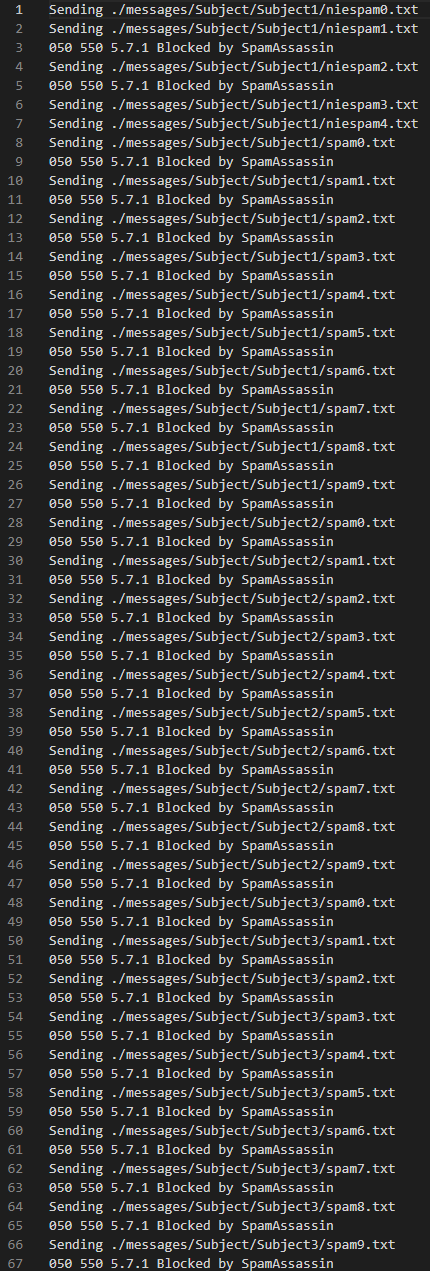 1 Sending ./messages/Subject/Subject1/niespam0.txt
2 Sending ./messages/Subject/Subject1/niespam1.txt
3 050 550 5.7.1 Blocked by SpamAssassin
4 Sending ./messages/Subject/Subject1/niespam2.txt
5 050 550 5.7.1 Blocked by SpamAssassin
6 Sending ./messages/Subject/Subject1/niespam3.txt
7 Sending ./messages/Subject/Subject1/niespam4.txt
8 Sending ./messages/Subject/Subject1/spam0.txt
9 050 550 5.7.1 Blocked by SpamAssassin
10 Sending ./messages/Subject/Subject1/spam1.txt
11 050 550 5.7.1 Blocked by SpamAssassin
12 Sending ./messages/Subject/Subject1/spam2.txt
13 050 550 5.7.1 Blocked by SpamAssassin
14 Sending ./messages/Subject/Subject1/spam3.txt
15 050 550 5.7.1 Blocked by SpamAssassin
16 Sending ./messages/Subject/Subject1/spam4.txt
17 050 550 5.7.1 Blocked by SpamAssassin
18 Sending ./messages/Subject/Subject1/spam5.txt
19 050 550 5.7.1 Blocked by SpamAssassin
20 Sending ./messages/Subject/Subject1/spam6.txt
21 050 550 5.7.1 Blocked by SpamAssassin
22 Sending ./messages/Subject/Subject1/spam7.txt
23 050 550 5.7.1 Blocked by SpamAssassin
24 Sending ./messages/Subject/Subject1/spam8.txt
25 050 550 5.7.1 Blocked by SpamAssassin
26 Sending ./messages/Subject/Subject1/spam9.txt
27 050 550 5.7.1 Blocked by SpamAssassin
28 Sending ./messages/Subject/Subject2/spam0.txt
29 050 550 5.7.1 Blocked by SpamAssassin
30 Sending ./messages/Subject/Subject2/spam1.txt
31 050 550 5.7.1 Blocked by SpamAssassin
32 Sending ./messages/Subject/Subject2/spam2.txt
33 050 550 5.7.1 Blocked by SpamAssassin
34 Sending ./messages/Subject/Subject2/spam3.txt
35 050 550 5.7.1 Blocked by SpamAssassin
36 Sending ./messages/Subject/Subject2/spam4.txt
37 050 550 5.7.1 Blocked by SpamAssassin
38 Sending ./messages/Subject/Subject2/spam5.txt
39 050 550 5.7.1 Blocked by SpamAssassin
40 Sending ./messages/Subject/Subject2/spam6.txt
41 050 550 5.7.1 Blocked by SpamAssassin
42 Sending ./messages/Subject/Subject2/spam7.txt
43 050 550 5.7.1 Blocked by SpamAssassin
44 Sending ./messages/Subject/Subject2/spam8.txt
45 050 550 5.7.1 Blocked by SpamAssassin
46 Sending ./messages/Subject/Subject2/spam9.txt
47 050 550 5.7.1 Blocked by SpamAssassin
48 Sending ./messages/Subject/Subject3/spam0.txt
49 050 550 5.7.1 Blocked by SpamAssassin
50 Sending ./messages/Subject/Subject3/spam1.txt
51 050 550 5.7.1 Blocked by SpamAssassin
52 Sending ./messages/Subject/Subject3/spam2.txt
53 050 550 5.7.1 Blocked by SpamAssassin
54 Sending ./messages/Subject/Subject3/spam3.txt
55 050 550 5.7.1 Blocked by SpamAssassin
56 Sending ./messages/Subject/Subject3/spam4.txt
57 050 550 5.7.1 Blocked by SpamAssassin
58 Sending ./messages/Subject/Subject3/spam5.txt
59 050 550 5.7.1 Blocked by SpamAssassin
60 Sending ./messages/Subject/Subject3/spam6.txt
61 050 550 5.7.1 Blocked by SpamAssassin
62 Sending ./messages/Subject/Subject3/spam7.txt
63 050 550 5.7.1 Blocked by SpamAssassin
64 Sending ./messages/Subject/Subject3/spam8.txt
65 050 550 5.7.1 Blocked by SpamAssassin
66 Sending ./messages/Subject/Subject3/spam9.txt
67 050 550 5.7.1 Blocked by SpamAssassin